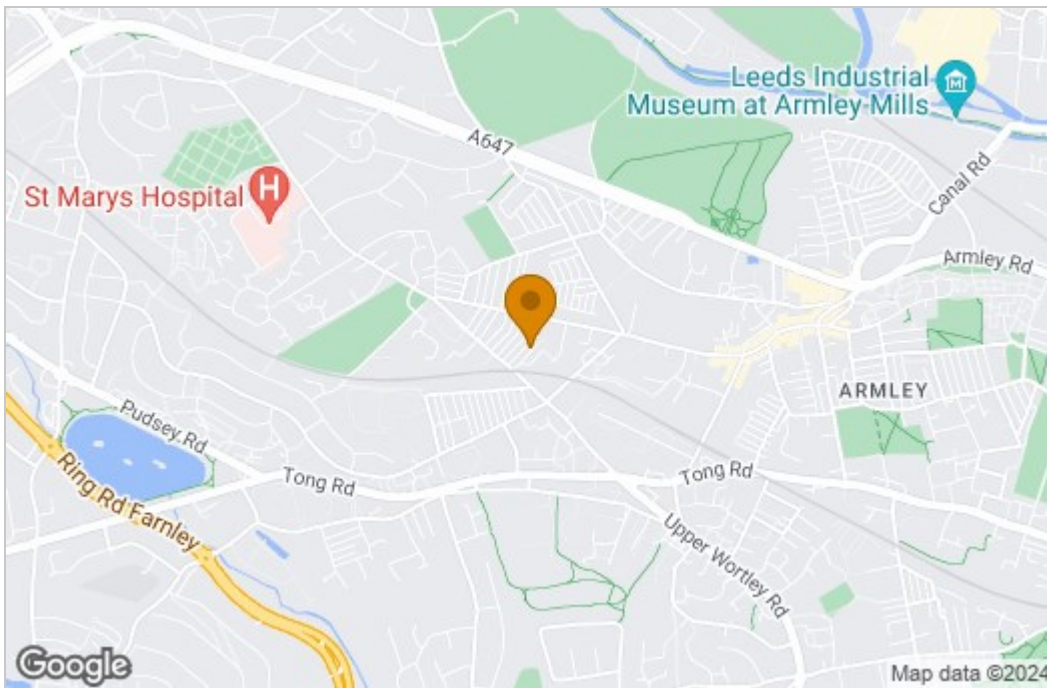 Leeds Industrial
Museum at Armley Mills
A647
St Marys Hospital
H
Canal Rd
Armley Rd
ARMLEY
Pudsey Rd
Tong Rd
Tong Rd
Ring Rd Farnley
Upper Wortley Rd
Google
Map data ©2024